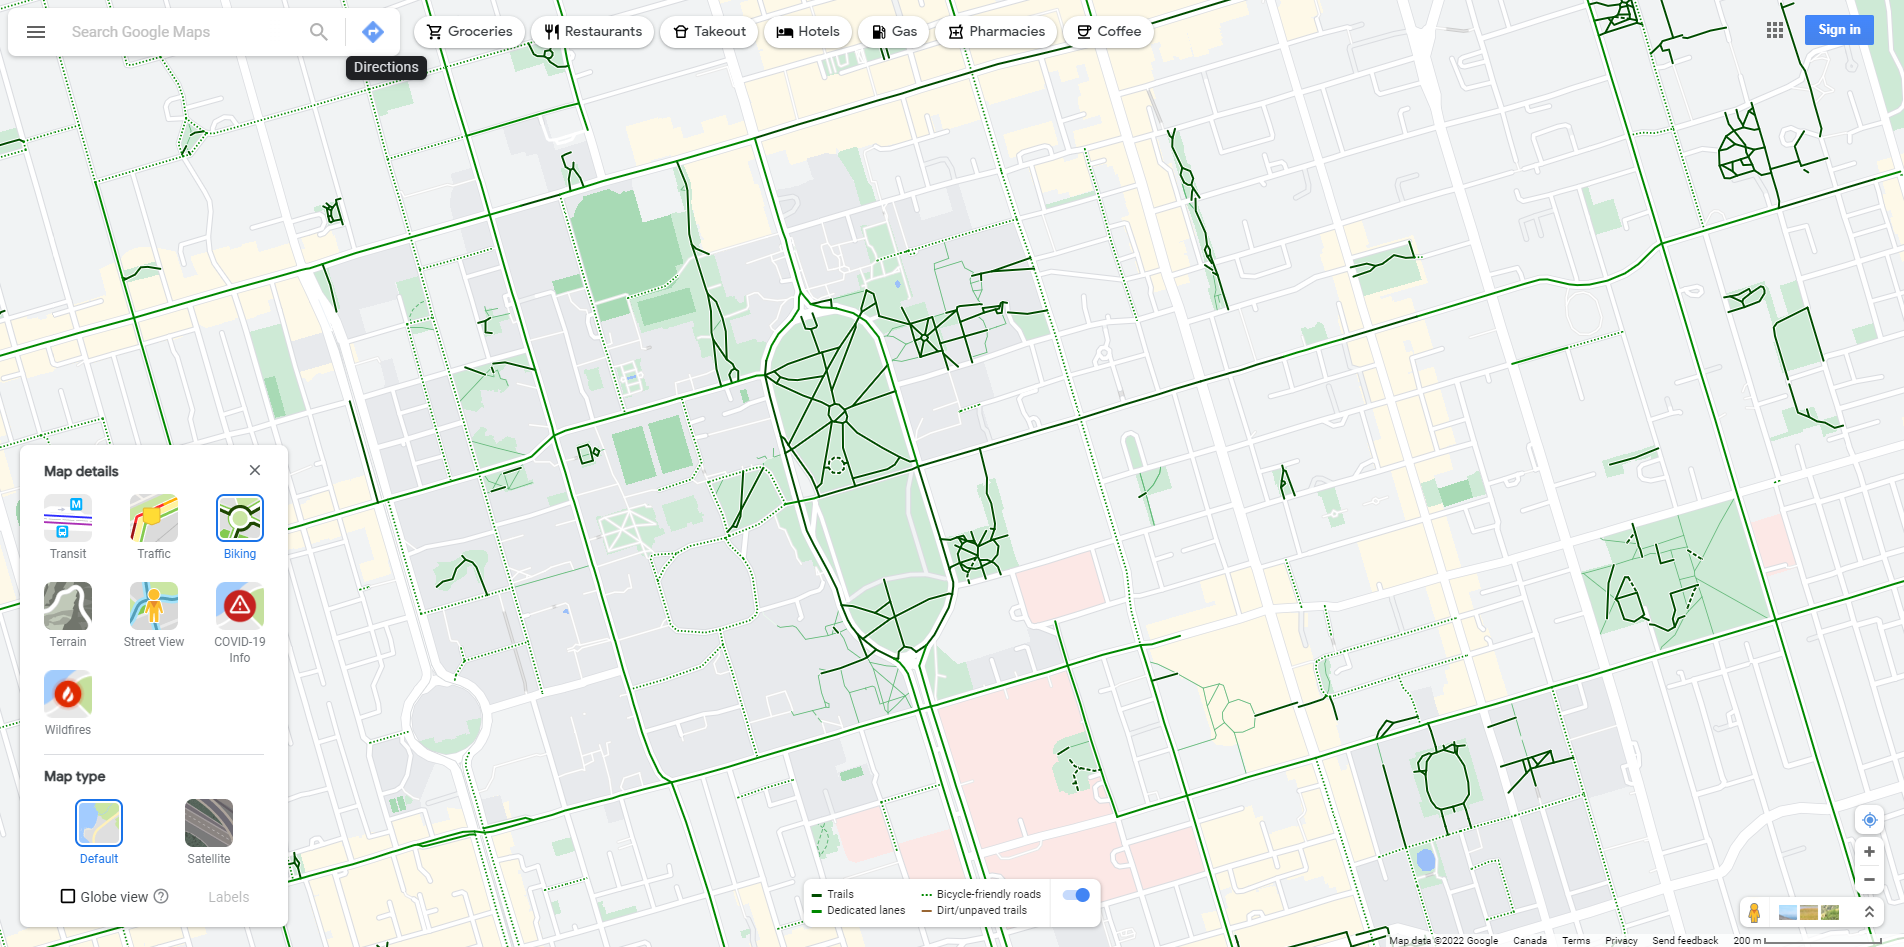 Search Google Maps
Groceries
Restaurants
Takeout
Hotels
Gas
Pharmacies
Coffee
Sign in
Directions
Map details
M
Transit
Traffic
Biking
Terrain
Street View
COVID-19
Info
Wildfires
Map type
Default
Satellite
Globe view ?
Labels
Trails
Bicycle-friendly roads
Dedicated lanes
Dirt/unpaved trails
Map data ©2022 Google Canada Terms Privacy Send feedback 200 m